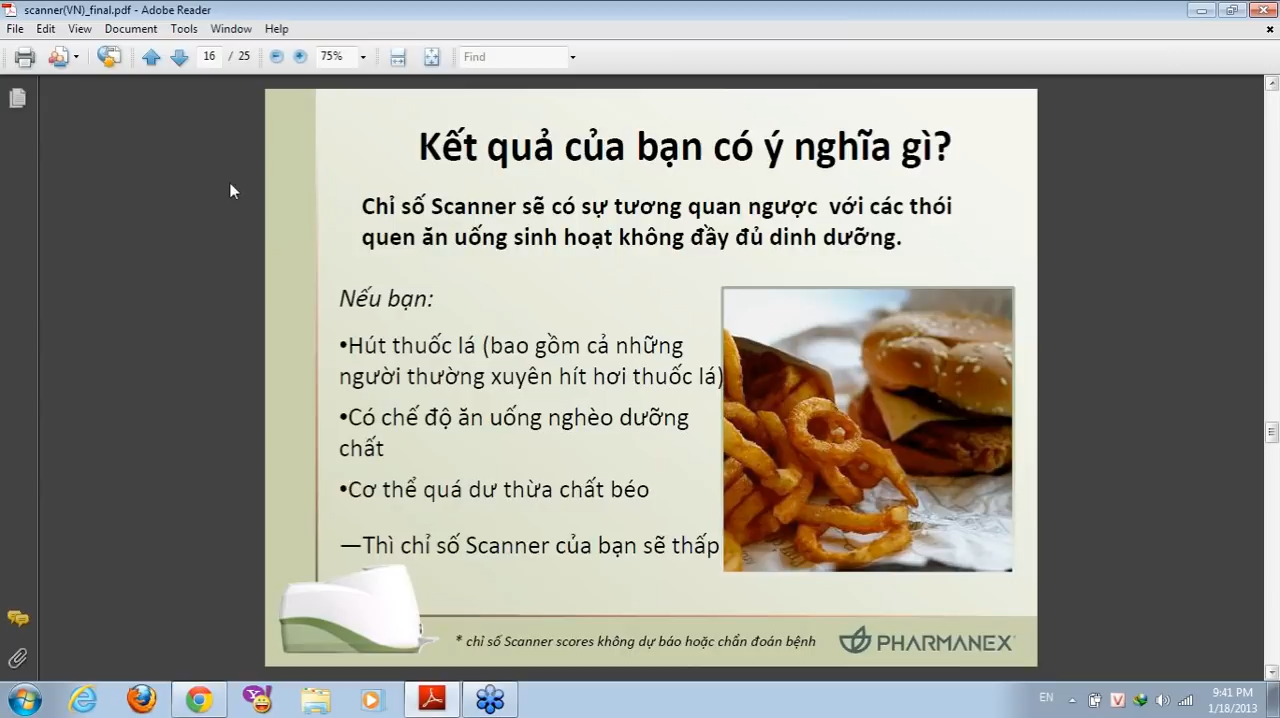 scanner(VN)_final.pdf - Adobe Reader
File Edit View Document Tools Window Help
16 / 25 75% Find
Kết quả của bạn có ý nghĩa gì?
Chỉ số Scanner sẽ có sự tương quan ngược với các thói
quen ăn uống sinh hoạt không đầy đủ dinh dưỡng.
Nếu bạn:
•Hút thuốc lá (bao gồm cả những
người thường xuyên hít hơi thuốc lá)
•Có chế độ ăn uống nghèo dưỡng
chất
•Cơ thể quá dư thừa chất béo
—Thì chỉ số Scanner của bạn sẽ thấp
* chỉ số Scanner scores không dự báo hoặc chẩn đoán bệnh
PHARMANEX
EN
9:41 PM
1/18/2013